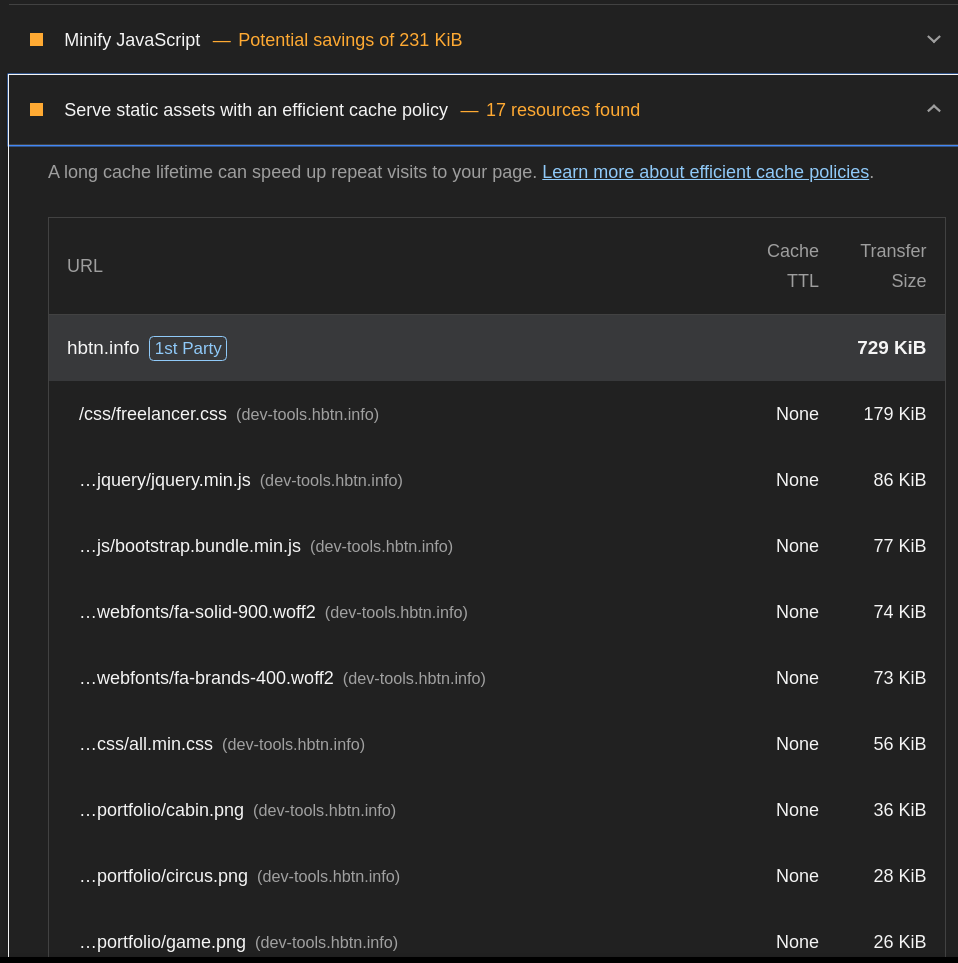 Minify JavaScript — Potential savings of 231 KiB
Serve static assets with an efficient cache policy — 17 resources found
A long cache lifetime can speed up repeat visits to your page. Learn more about efficient cache policies.
URL Cache TTL Transfer Size
hbtn.info 1st Party 729 KiB
/css/freelancer.css (dev-tools.hbtn.info) None 179 KiB
…jquery/jquery.min.js (dev-tools.hbtn.info) None 86 KiB
…js/bootstrap.bundle.min.js (dev-tools.hbtn.info) None 77 KiB
…webfonts/fa-solid-900.woff2 (dev-tools.hbtn.info) None 74 KiB
…webfonts/fa-brands-400.woff2 (dev-tools.hbtn.info) None 73 KiB
…css/all.min.css (dev-tools.hbtn.info) None 56 KiB
…portfolio/cabin.png (dev-tools.hbtn.info) None 36 KiB
…portfolio/circus.png (dev-tools.hbtn.info) None 28 KiB
…portfolio/game.png (dev-tools.hbtn.info) None 26 KiB